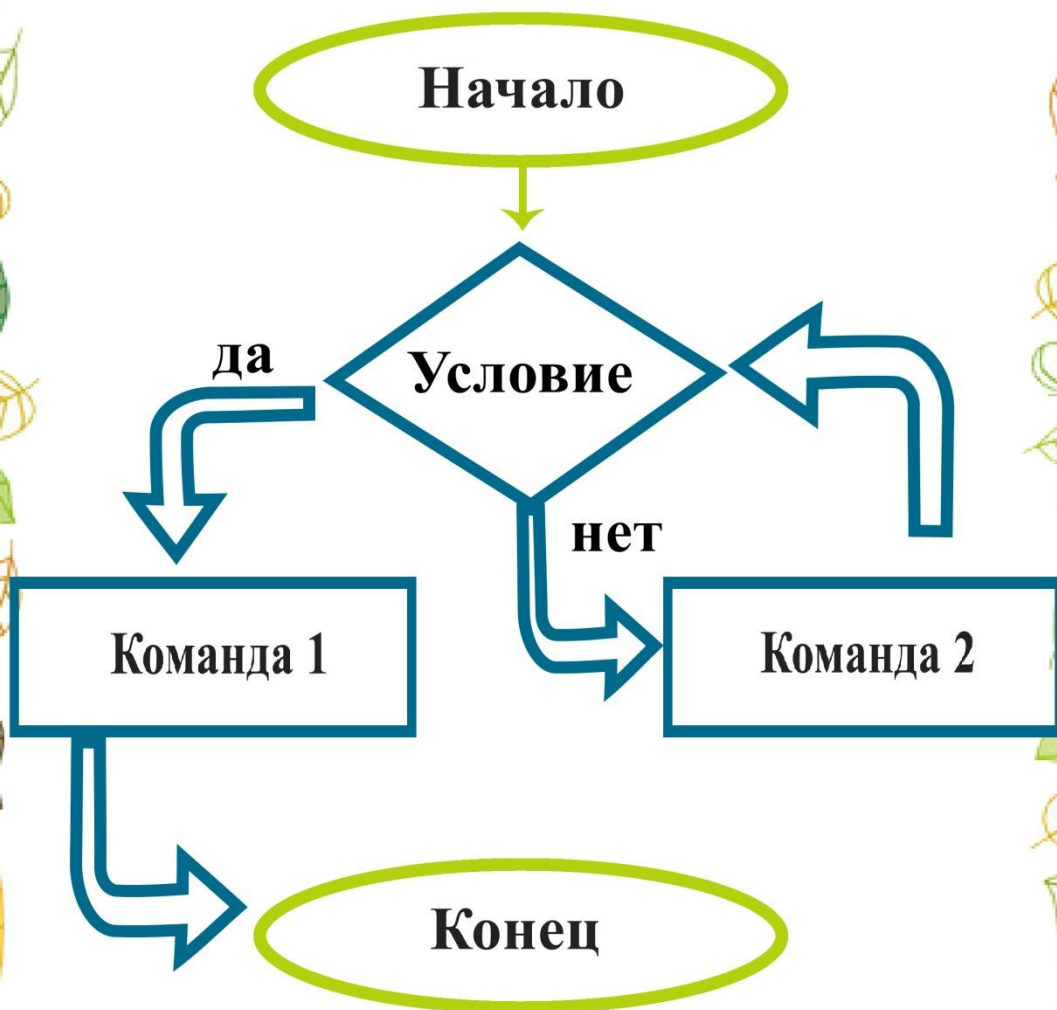 Начало
да
Условие
нет
Команда 1
Команда 2
Конец